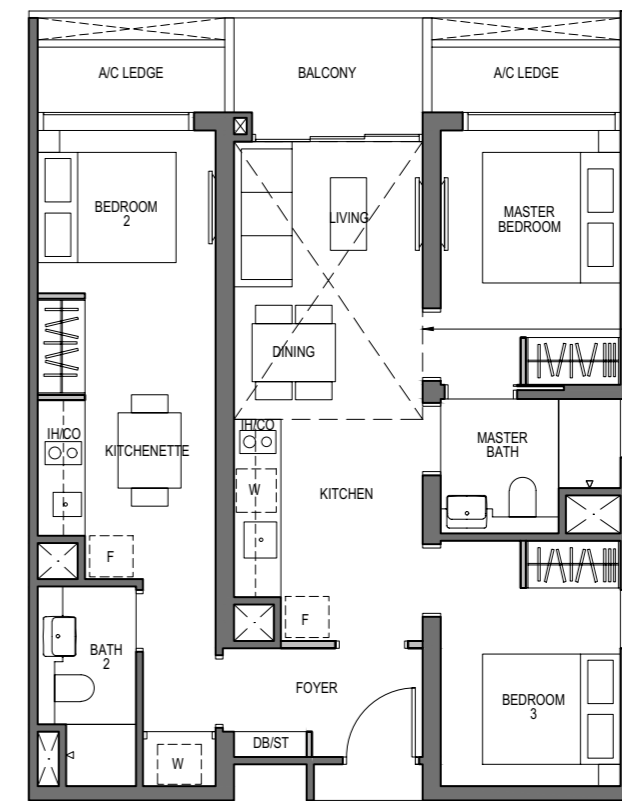 A/C LEDGE
BALCONY
A/C LEDGE
BEDROOM
2
LIVING
MASTER
BEDROOM
DINING
IH/CO
KITCHENETTE
IH/CO
W
KITCHEN
MASTER
BATH
F
F
BATH
2
FOYER
BEDROOM
3
DB/ST
W